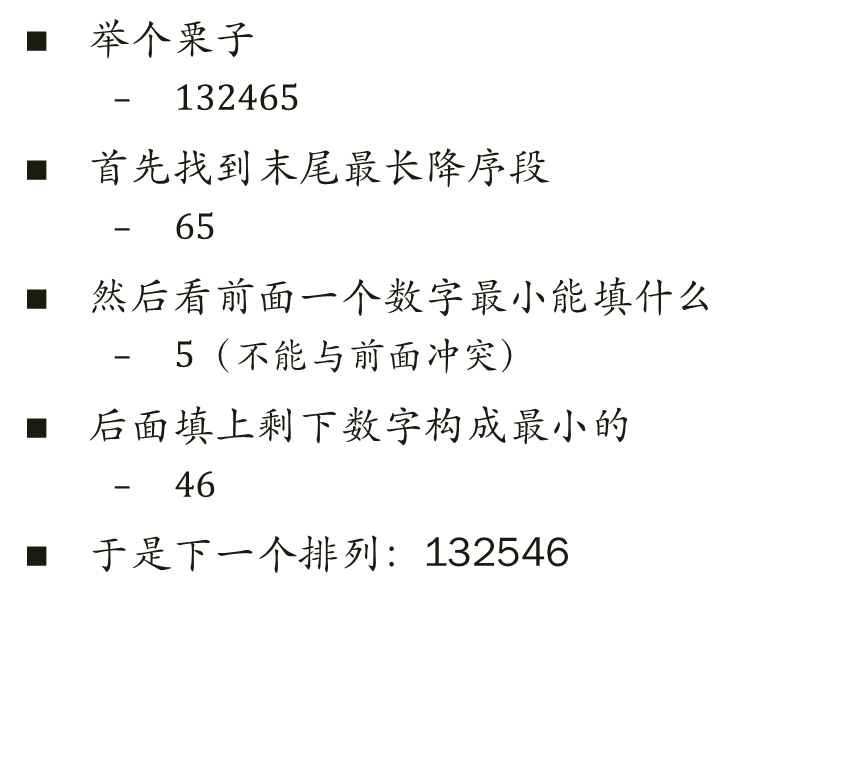 ■ 举个栗子
– 132465
■ 首先找到末尾最长降序段
– 65
■ 然后看前面一个数字最小能填什么
– 5（不能与前面冲突）
■ 后面填上剩下数字构成最小的
– 46
■ 于是下一个排列：132546